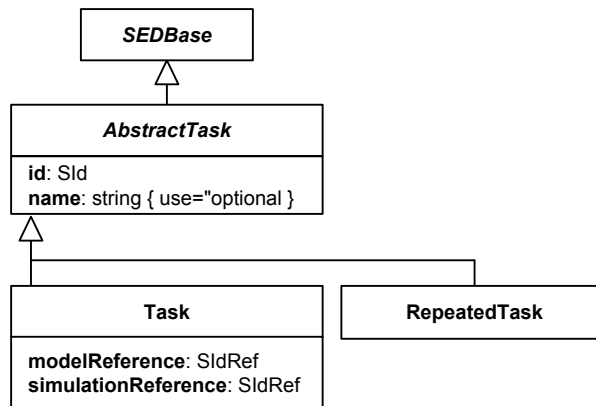 SEDBase
AbstractTask
id: SId
name: string { use="optional }
Task
RepeatedTask
modelReference: SIdRef
simulationReference: SIdRef